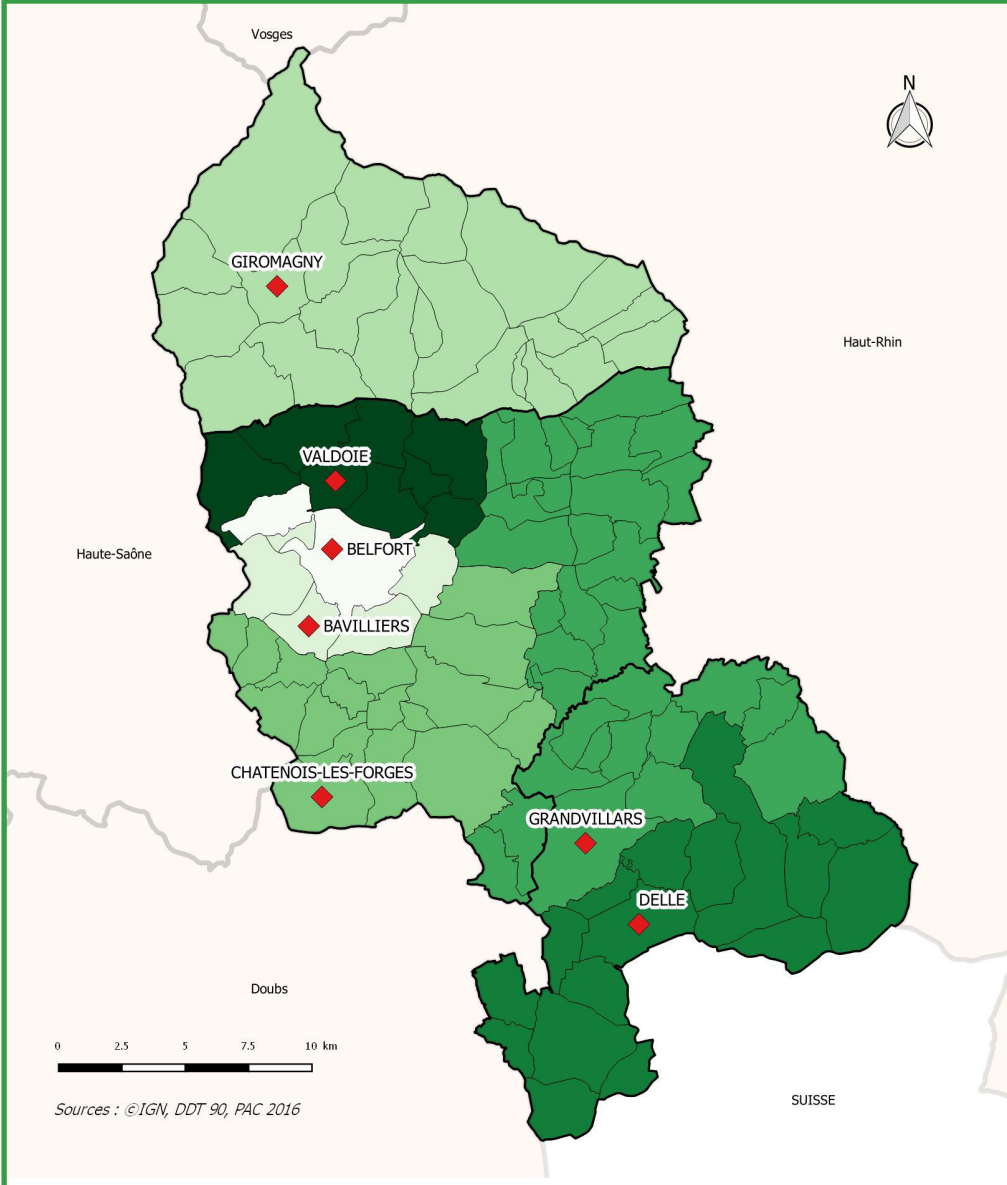 Vosges
N
GIROMAGNY
Haut-Rhin
VALDOIE
BELFORT
Haute-Saône
BAVILLIERS
CHATENOIS-LES-FORGES
GRANDVILLARS
DELLE
Doubs
0 2.5 5 7.5 10 km
SUISSE
Sources : ©IGN, DDT 90, PAC 2016